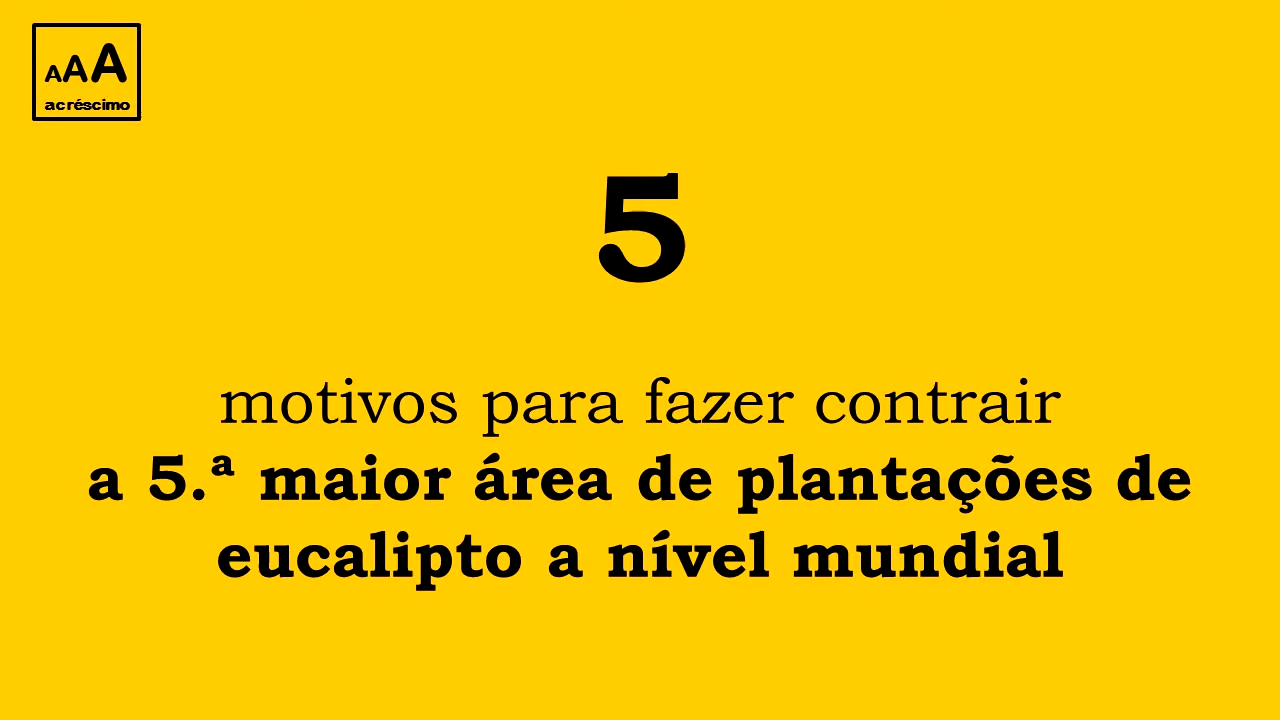 AAA
acréscimo
5
motivos para fazer contrair
a 5.ª maior área de plantações de
eucalipto a nível mundial